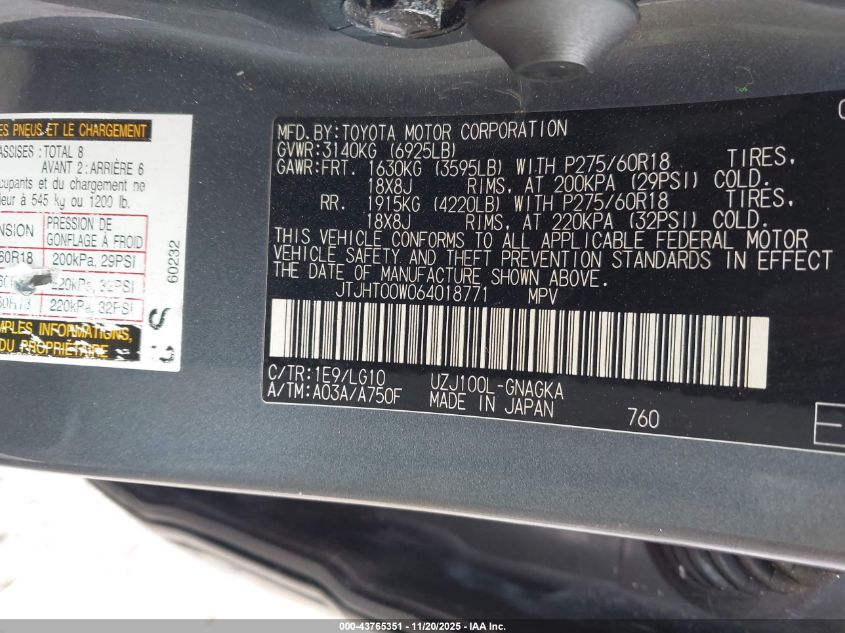 ES PNEUS ET LE CHARGEMENT
ASSISES : TOTAL 8
AVANT 2 : ARRIÈRE 6
cupants et du chargement ne
ieur à 545 kg ou 1200 lb.
NSION PRESSION DE
GONFLAGE À FROID
60R18 200kPa, 29PSI
220kPa, 32PSI
220kPa, 32PSI
MPLES INFORMATIONS,
DU PROPRIÉTAIRE
60232
MFD. BY: TOYOTA MOTOR CORPORATION
GVWR: 3140KG (6925LB)
GAWR: FRT. 1630KG (3595LB) WITH P275/60R18 TIRES,
18X8J RIMS, AT 200KPA (29PSI) COLD.
RR. 1915KG (4220LB) WITH P275/60R18 TIRES,
18X8J RIMS, AT 220KPA (32PSI) COLD.
THIS VEHICLE CONFORMS TO ALL APPLICABLE FEDERAL MOTOR
VEHICLE SAFETY AND THEFT PREVENTION STANDARDS IN EFFECT
THE DATE OF MANUFACTURE SHOWN ABOVE.
JTJHT00W064018771 MPV
C/TR: 1E9/LG10 UZJ100L-GNAGKA
A/TM: A03A/A750F MADE IN JAPAN 760
000-43765351 - 11/20/2025 - IAA Inc.